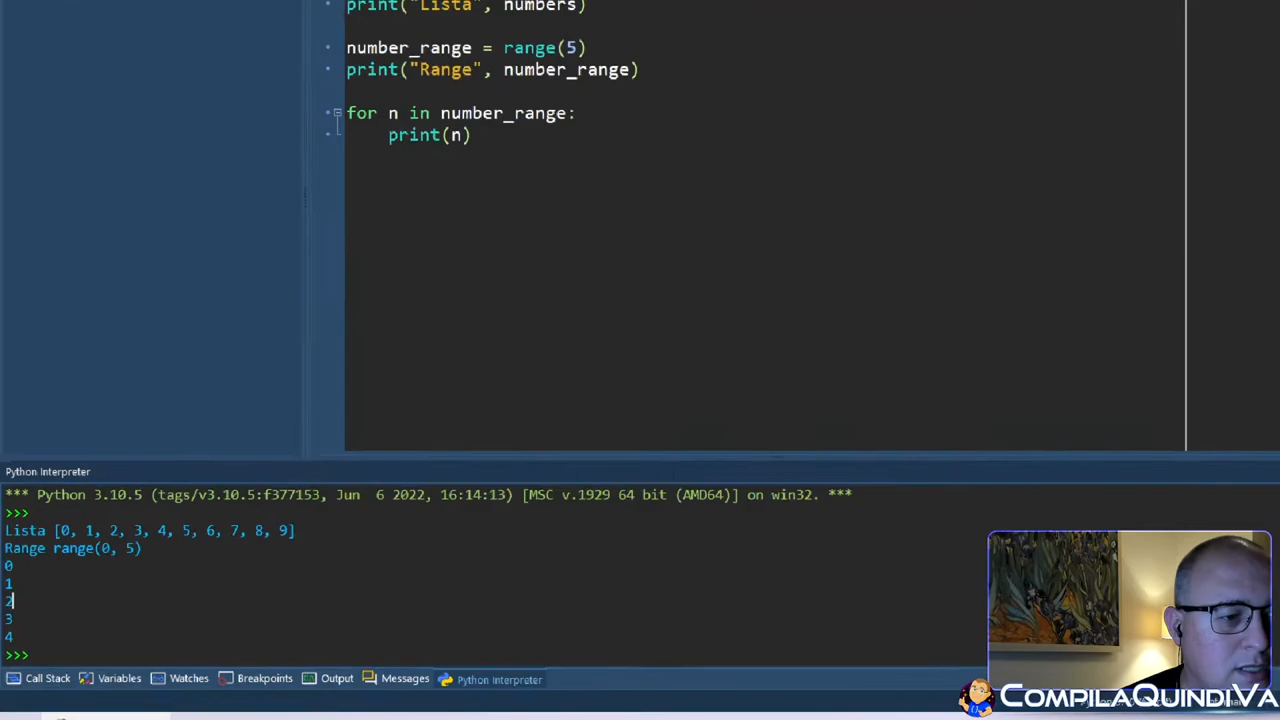 print("Lista", numbers)
number_range = range(5)
print("Range", number_range)
for n in number_range:
    print(n)
Python Interpreter
*** Python 3.10.5 (tags/v3.10.5:f377153, Jun  6 2022, 16:14:13) [MSC v.1929 64 bit (AMD64)] on win32. ***
>>>
Lista [0, 1, 2, 3, 4, 5, 6, 7, 8, 9]
Range range(0, 5)
0
1
2
3
4
>>>
Call Stack Variables Watches Breakpoints Output Messages Python Interpreter
COMPILAQUINDIVA